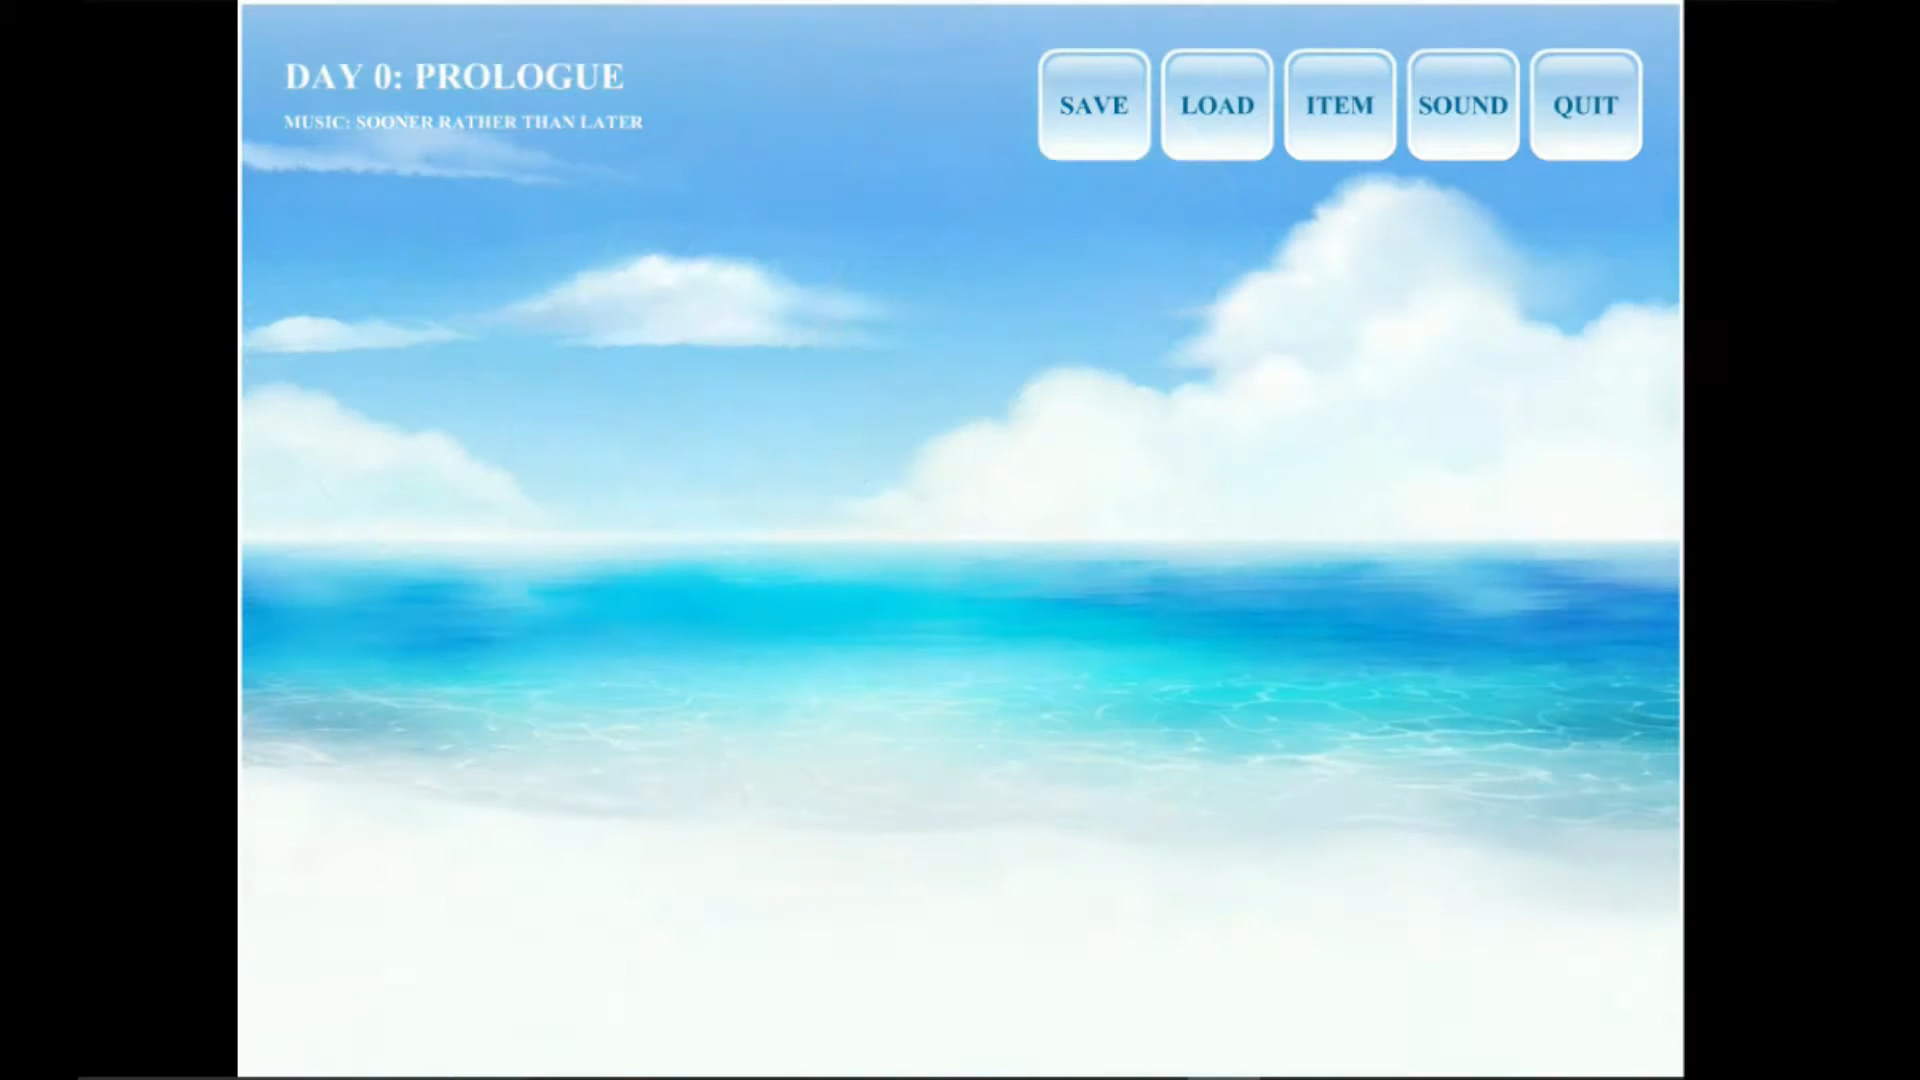 DAY 0: PROLOGUE
MUSIC: SOONER RATHER THAN LATER
SAVE LOAD ITEM SOUND QUIT